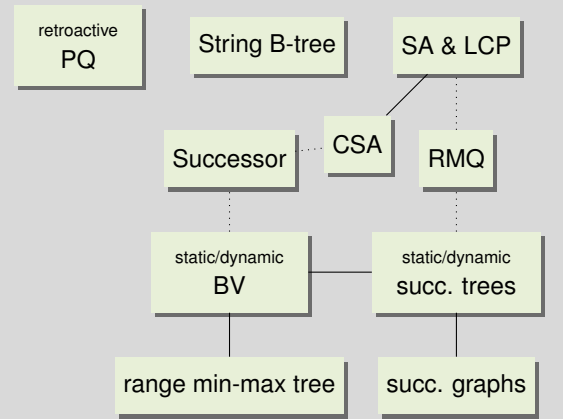 retroactive
PQ
String B-tree
SA & LCP
CSA
Successor
RMQ
static/dynamic
BV
static/dynamic
succ. trees
range min-max tree
succ. graphs